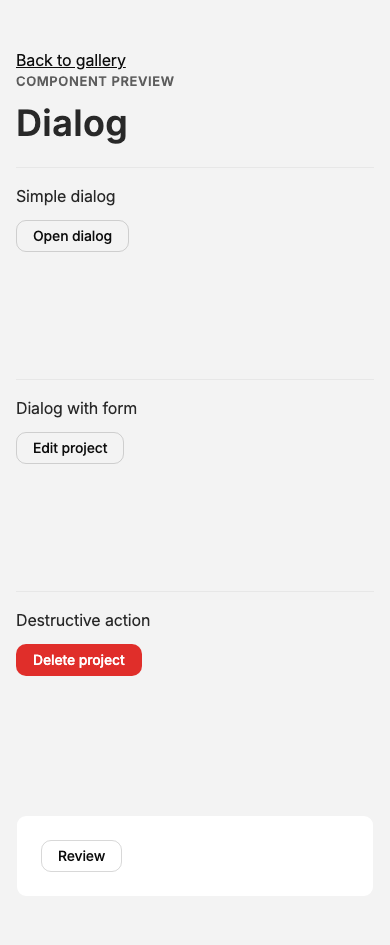 Back to gallery
COMPONENT PREVIEW
Dialog
Simple dialog
Open dialog
Dialog with form
Edit project
Destructive action
Delete project
Review